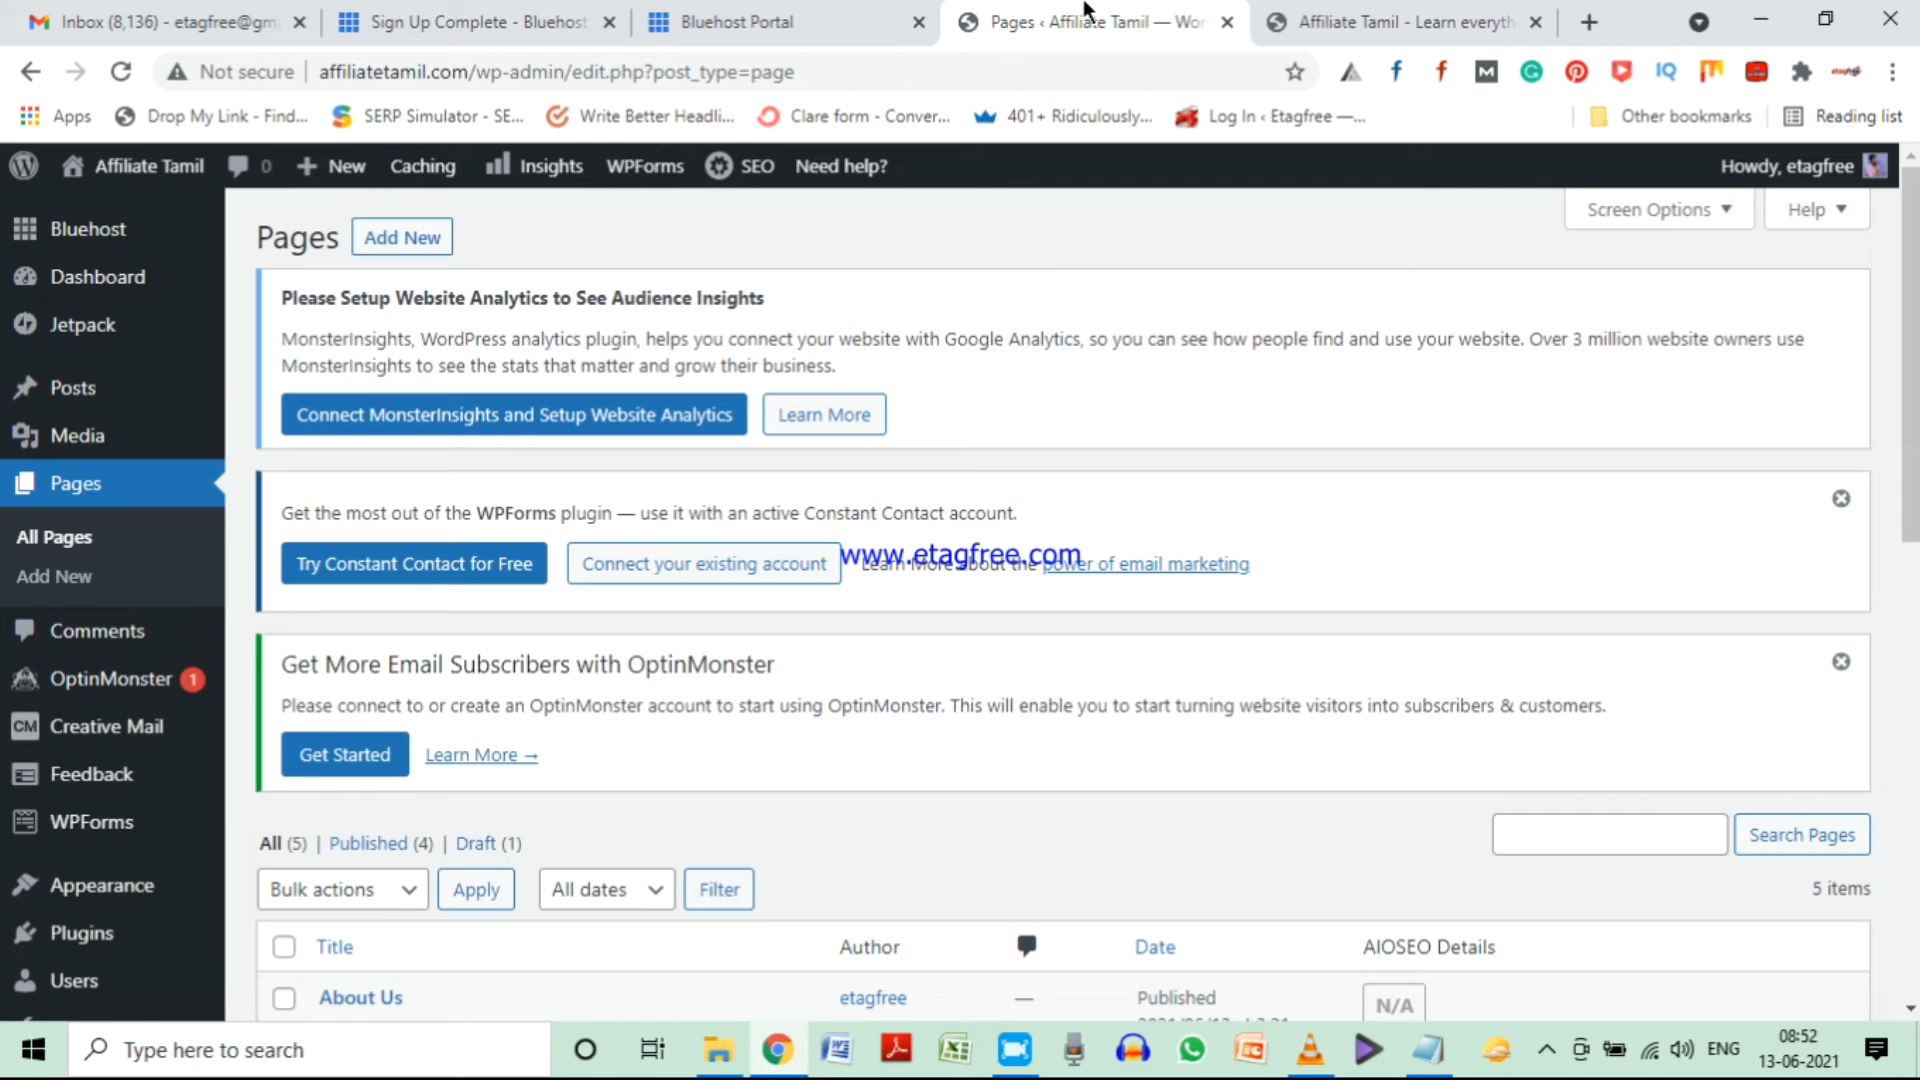 Inbox (8,136) - etagfree@gm
Sign Up Complete - Bluehost
Bluehost Portal
Pages ‹ Affiliate Tamil — Wor
Affiliate Tamil - Learn everyth
Not secure
affiliatetamil.com/wp-admin/edit.php?post_type=page
Apps
Drop My Link - Find...
SERP Simulator - SE...
Write Better Headli...
Clare form - Conver...
401+ Ridiculously...
Log In ‹ Etagfree —...
Other bookmarks
Reading list
Affiliate Tamil
0
New
Caching
Insights
WPForms
SEO
Need help?
Howdy, etagfree
Screen Options
Help
Bluehost
Dashboard
Jetpack
Posts
Media
Pages
All Pages
Add New
Comments
OptinMonster 1
CM Creative Mail
Feedback
WPForms
Appearance
Plugins
Users
Pages
Add New
Please Setup Website Analytics to See Audience Insights
MonsterInsights, WordPress analytics plugin, helps you connect your website with Google Analytics, so you can see how people find and use your website. Over 3 million website owners use
MonsterInsights to see the stats that matter and grow their business.
Connect MonsterInsights and Setup Website Analytics
Learn More
Get the most out of the WPForms plugin — use it with an active Constant Contact account.
Try Constant Contact for Free
Connect your existing account
Learn More about the power of email marketing
www.etagfree.com
Get More Email Subscribers with OptinMonster
Please connect to or create an OptinMonster account to start using OptinMonster. This will enable you to start turning website visitors into subscribers & customers.
Get Started
Learn More →
All (5) | Published (4) | Draft (1)
Search Pages
Bulk actions
Apply
All dates
Filter
5 items
Title
Author
Date
AIOSEO Details
About Us
etagfree
—
Published
N/A
Type here to search
ENG
08:52
13-06-2021